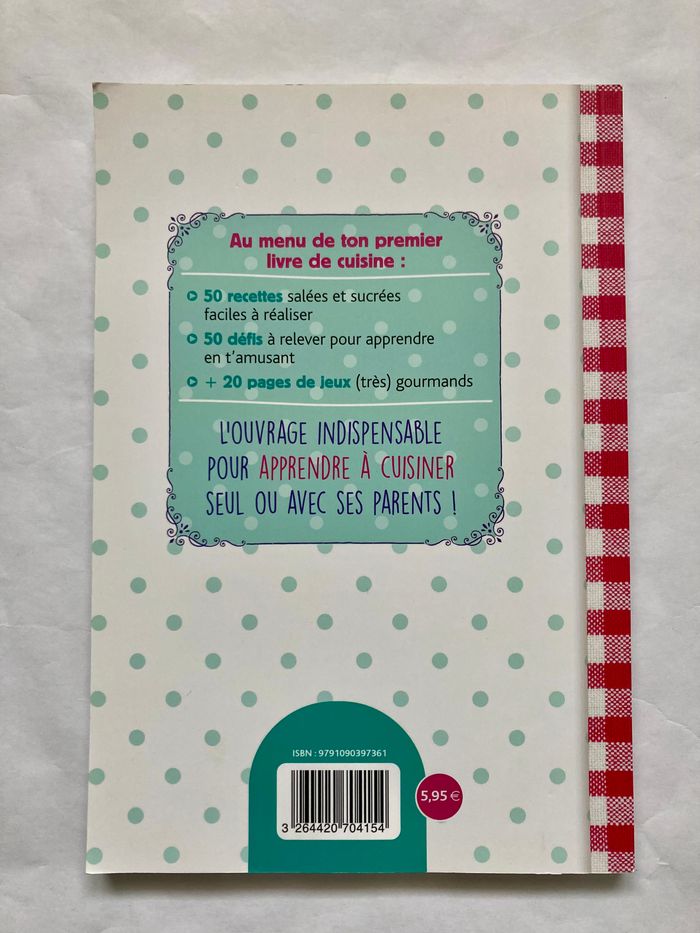 Au menu de ton premier
livre de cuisine :
50 recettes salées et sucrées
faciles à réaliser
50 défis à relever pour apprendre
en t'amusant
+ 20 pages de jeux (très) gourmands
L'OUVRAGE INDISPENSABLE
POUR APPRENDRE À CUISINER
SEUL OU AVEC SES PARENTS !
ISBN : 9791090397361
5,95 €
3 264420 704154